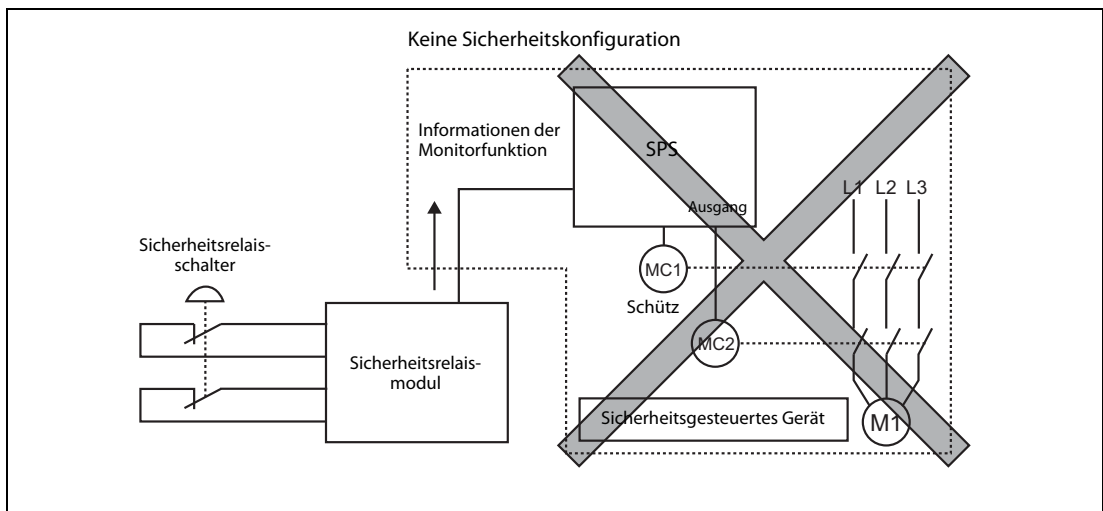 Keine Sicherheitskonfiguration
Informationen der
Monitorfunktion
SPS
Ausgang
L1 L2 L3
Sicherheitsrelais-
schalter
MC1
Schütz
MC2
Sicherheitsrelais-
modul
Sicherheitsgesteuertes Gerät
M1